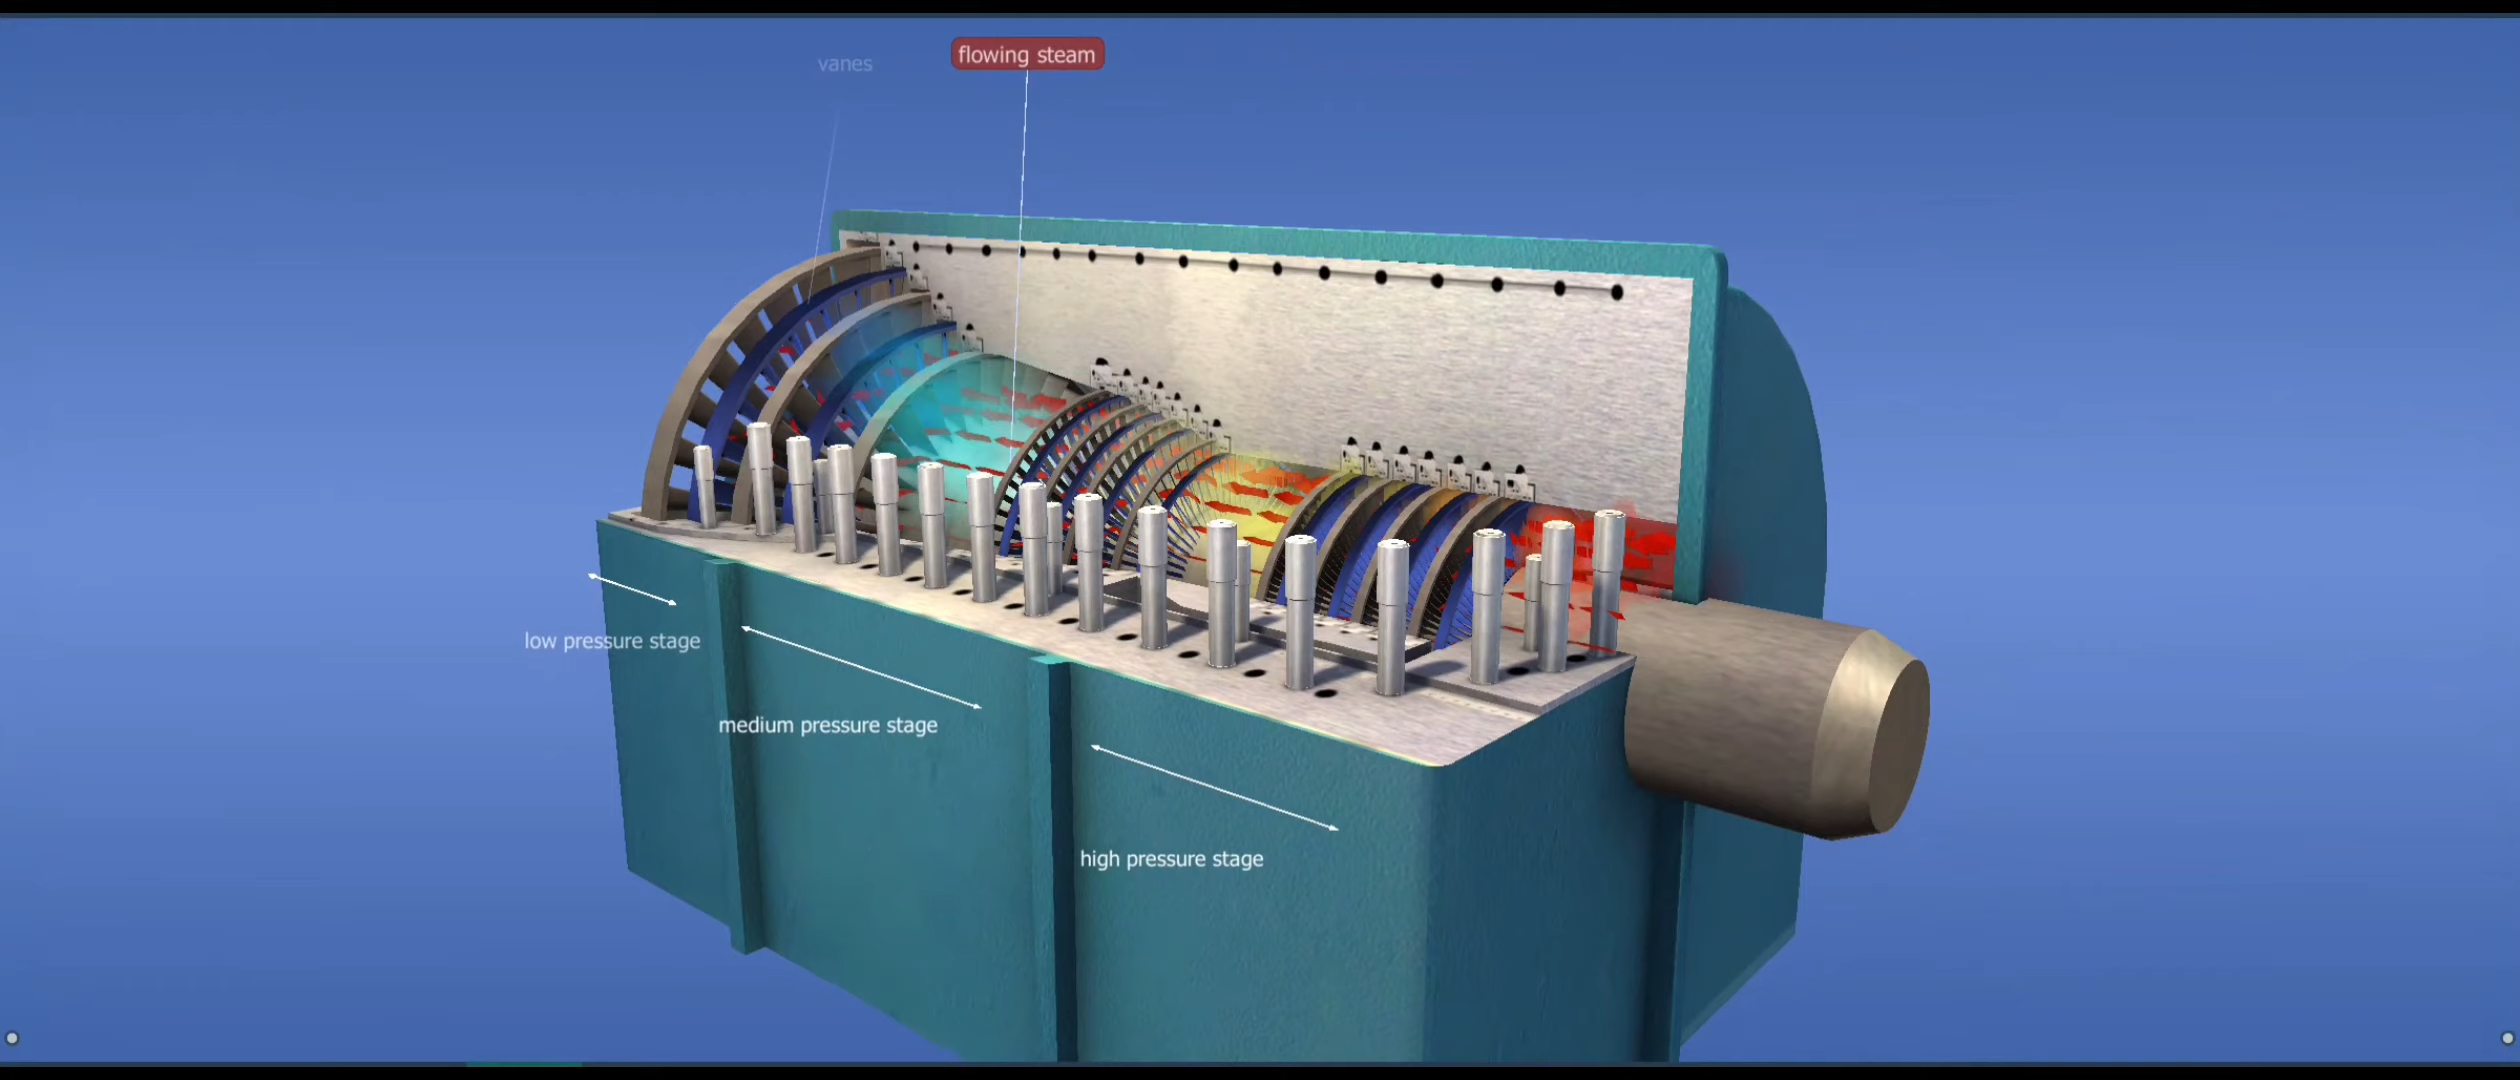 vanes
flowing steam
low pressure stage
medium pressure stage
high pressure stage